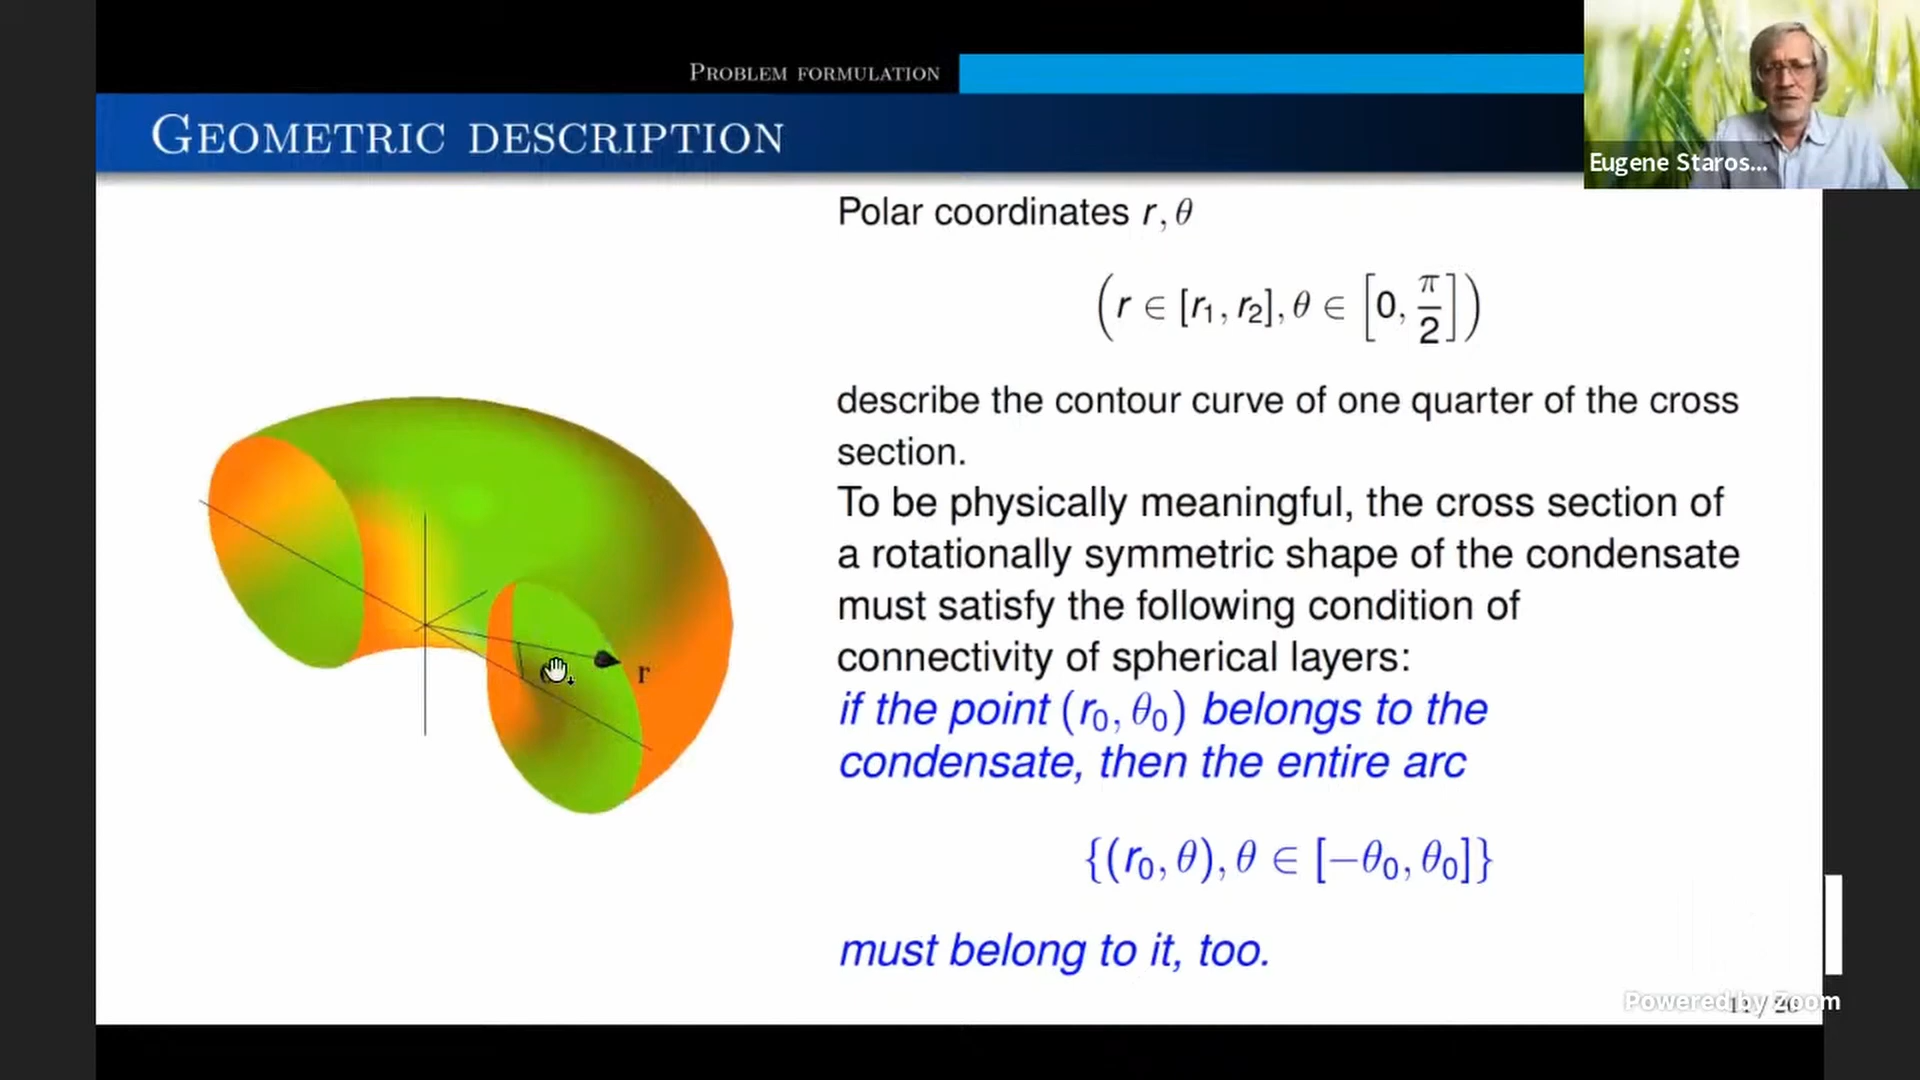 PROBLEM FORMULATION
GEOMETRIC DESCRIPTION
Eugene Staros...
Polar coordinates r, θ
(r ∈ [r₁, r₂], θ ∈ [0, π/2])
describe the contour curve of one quarter of the cross
section.
To be physically meaningful, the cross section of
a rotationally symmetric shape of the condensate
must satisfy the following condition of
connectivity of spherical layers:
if the point (r₀, θ₀) belongs to the
condensate, then the entire arc
{(r₀, θ), θ ∈ [−θ₀, θ₀]}
must belong to it, too.
r
Powered by Zoom